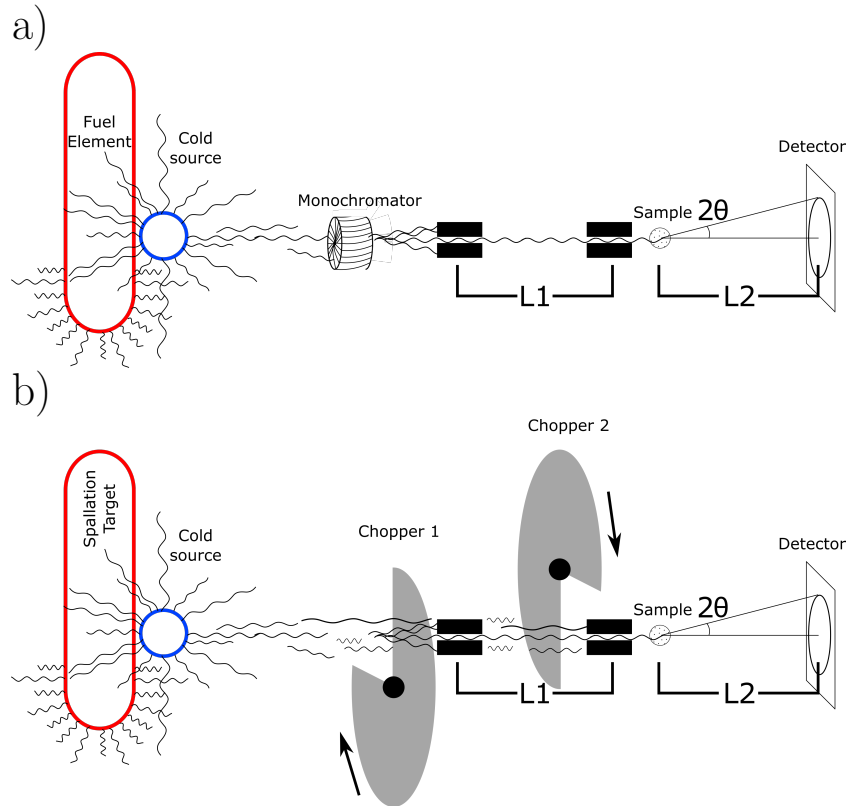 a)
Fuel
Element
Cold
source
Monochromator
Detector
Sample 2θ
L1
L2
b)
Chopper 2
Spallation
Target
Cold
source
Chopper 1
Detector
Sample 2θ
L1
L2